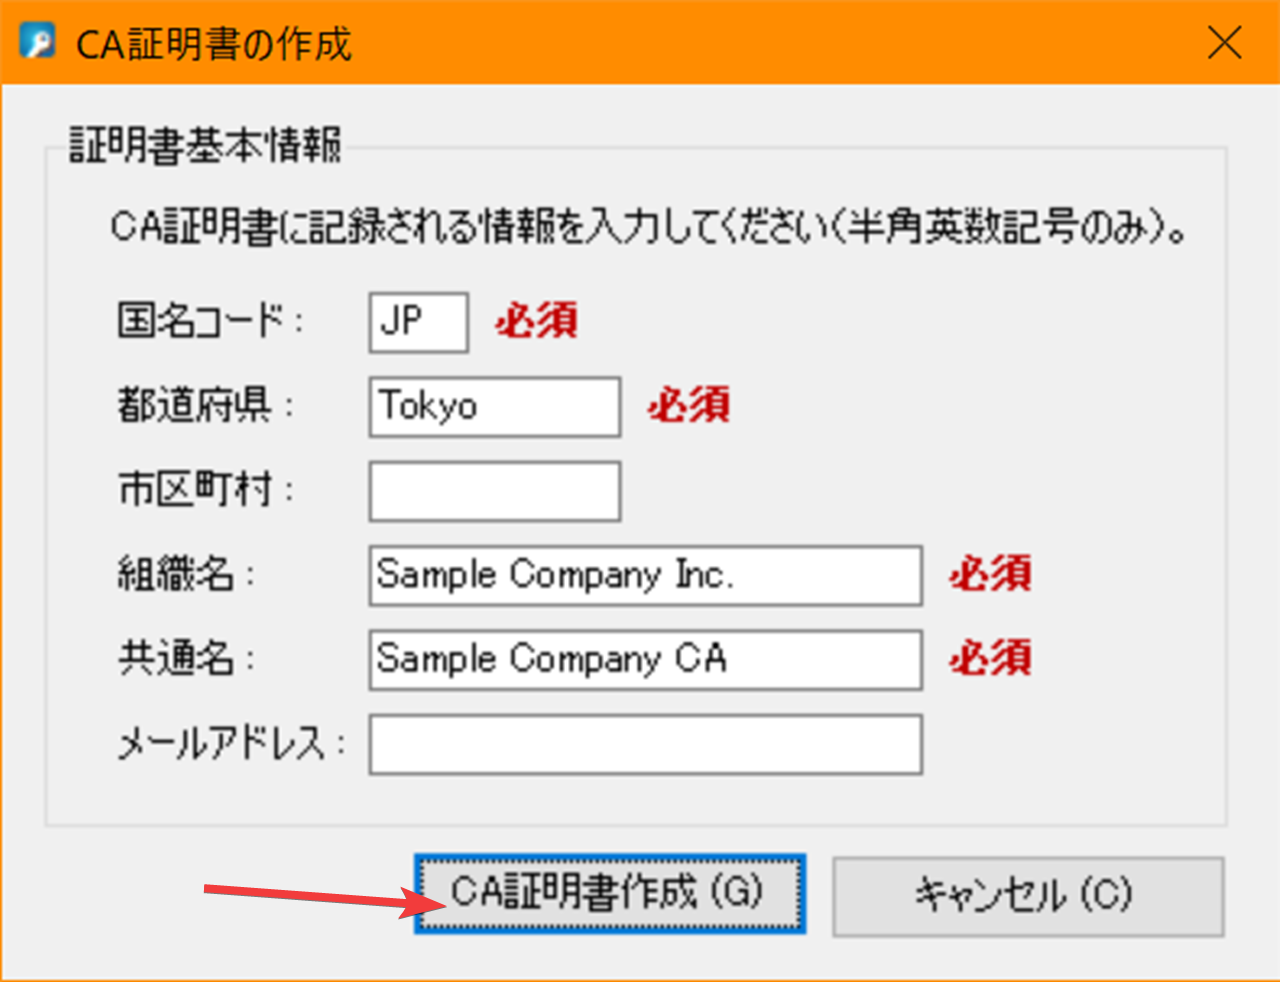 CA証明書の作成
証明書基本情報
CA証明書に記録される情報を入力してください(半角英数記号のみ)。
国名コード: JP 必須
都道府県: Tokyo 必須
市区町村:
組織名: Sample Company Inc. 必須
共通名: Sample Company CA 必須
メールアドレス:
CA証明書作成(G) キャンセル(C)